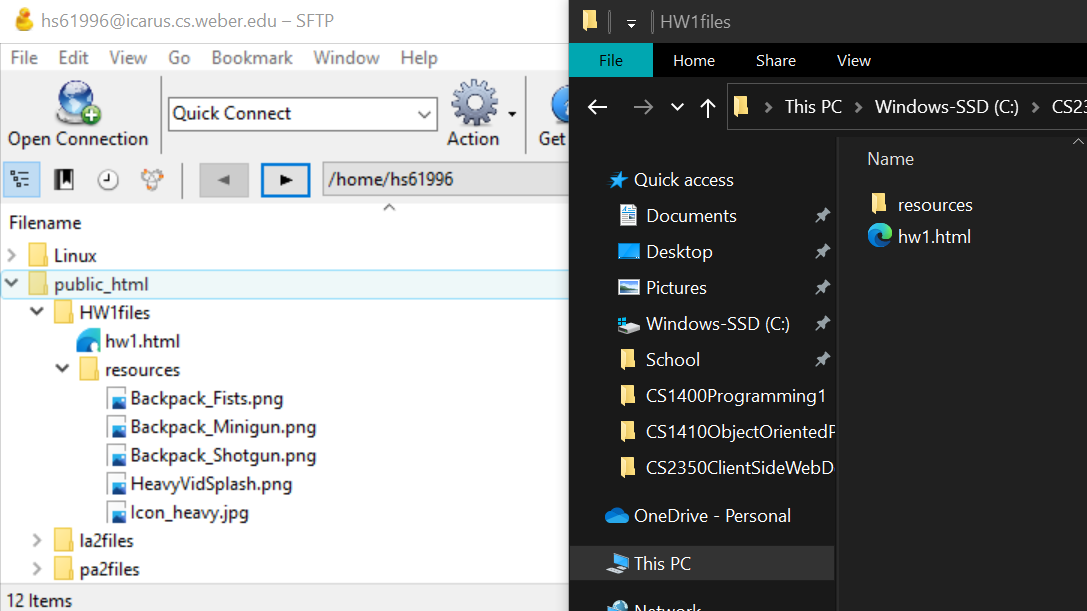 hs61996@icarus.cs.weber.edu – SFTP
File Edit View Go Bookmark Window Help
Open Connection
Quick Connect
Action
Get
/home/hs61996
Filename
Linux
public_html
HW1files
hw1.html
resources
Backpack_Fists.png
Backpack_Minigun.png
Backpack_Shotgun.png
HeavyVidSplash.png
Icon_heavy.jpg
la2files
pa2files
12 Items
HW1files
File Home Share View
This PC > Windows-SSD (C:) > CS23
Quick access
Documents
Desktop
Pictures
Windows-SSD (C:)
School
CS1400Programming1
CS1410ObjectOrientedP
CS2350ClientSideWebD
OneDrive - Personal
This PC
Network
Name
resources
hw1.html